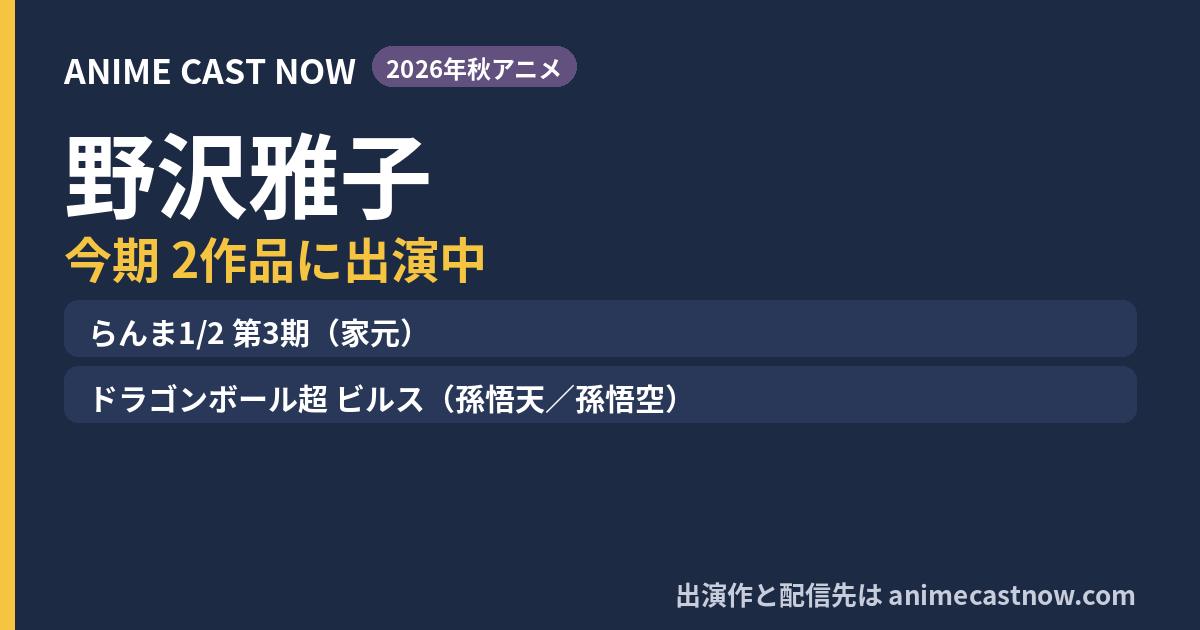 ANIME CAST NOW 2026年秋アニメ
野沢雅子
今期 2作品に出演中
らんま1/2 第3期（家元）
ドラゴンボール超 ビルス（孫悟天／孫悟空）
出演作と配信先は animecastnow.com